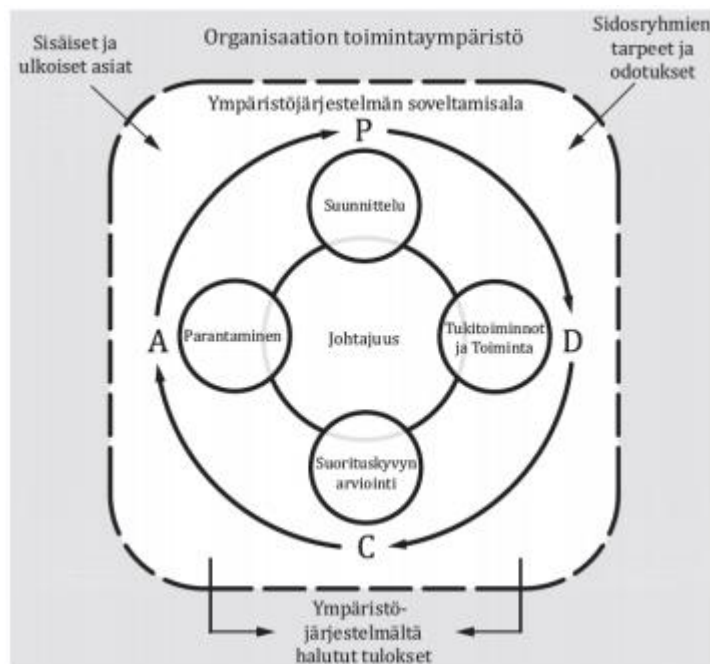 Sisäiset ja
ulkoiset asiat
Organisaation toimintaympäristö
Sidosryhmien
tarpeet ja
odotukset
Ympäristöjärjestelmän soveltamisala
P
Suunnittelu
A
Parantaminen
Johtajuus
Tukitoiminnot
ja Toiminta
D
Suorituskyvyn
arviointi
C
Ympäristö-
järjestelmältä
halutut tulokset